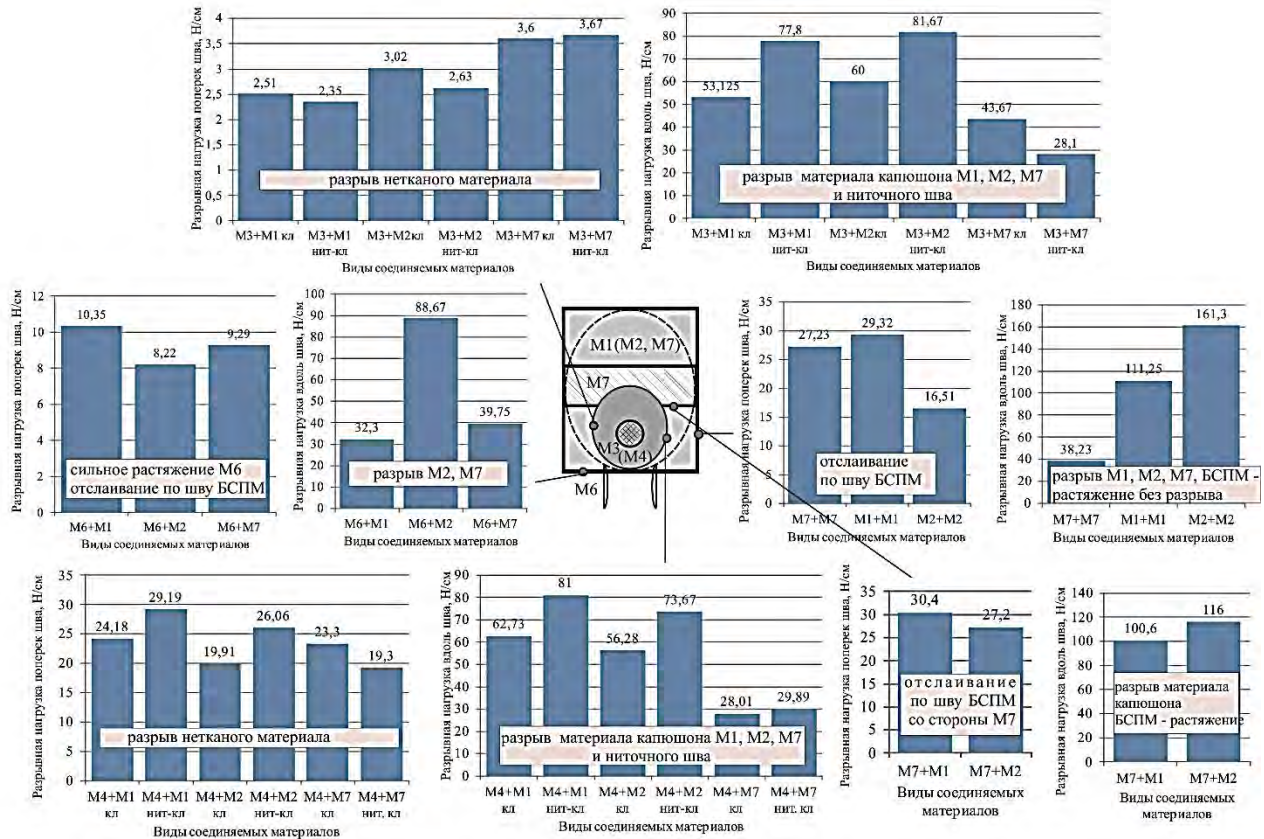 Разрывная нагрузка поперек шва, Н/см
4
3,5
3
2,5
2
1,5
1
0,5
0
2,51
2,35
3,02
2,63
3,6
3,67
разрыв нетканого материала
М3+М1 кл
М3+М1
нит-кл
М3+М2кл
М3+М2
нит-кл
М3+М7 кл
М3+М7
нит-кл
Виды соединяемых материалов
Разрывная нагрузка вдоль шва, Н/см
90
80
70
60
50
40
30
20
10
0
53,125
77,8
60
81,67
43,67
28,1
разрыв материала капюшона М1, М2, М7
и ниточного шва
М3+М1 кл
М3+М1
нит-кл
М3+М2кл
М3+М2
нит-кл
М3+М7 кл
М3+М7
нит-кл
Виды соединяемых материалов
Разрывная нагрузка поперек шва, Н/см
12
10
8
6
4
2
0
10,35
8,22
9,29
сильное растяжение М6
отслаивание по шву БСПМ
М6+М1
М6+М2
М6+М7
Виды соединяемых материалов
Разрывная нагрузка вдоль шва, Н/см
100
90
80
70
60
50
40
30
20
10
0
32,3
88,67
39,75
разрыв М2, М7
М6+М1
М6+М2
М6+М7
Виды соединяемых материалов
М1(М2, М7)
М7
М3
(М4)
М6
Разрывная нагрузка поперек шва, Н/см
35
30
25
20
15
10
5
0
27,23
29,32
16,51
отслаивание
по шву БСПМ
М7+М7
М1+М1
М2+М2
Виды соединяемых материалов
Разрывная нагрузка вдоль шва, Н/см
180
160
140
120
100
80
60
40
20
0
38,23
111,25
161,3
разрыв М1, М2, М7, БСПМ -
растяжение без разрыва
М7+М7
М1+М1
М2+М2
Виды соединяемых материалов
Разрывная нагрузка поперек шва, Н/см
35
30
25
20
15
10
5
0
24,18
29,19
19,91
26,06
23,3
19,3
разрыв нетканого материала
М4+М1
кл
М4+М1
нит-кл
М4+М2
кл
М4+М2
нит-кл
М4+М7
кл
М4+М7
нит. кл
Виды соединяемых материалов
Разрывная нагрузка вдоль шва, Н/см
90
80
70
60
50
40
30
20
10
0
62,73
81
56,28
73,67
28,01
29,89
разрыв материала капюшона М1, М2, М7
и ниточного шва
М4+М1
кл
М4+М1
нит-кл
М4+М2
кл
М4+М2
нит-кл
М4+М7
кл
М4+М7
нит.кл
Виды соединяемых материалов
Разрывная нагрузка поперек шва, Н/см
35
30
25
20
15
10
5
0
30,4
27,2
отслаивание
по шву БСПМ
со стороны М7
М7+М1
М7+М2
Виды соединяемых
материалов
Разрывная нагрузка вдоль шва, Н/см
140
120
100
80
60
40
20
0
100,6
116
разрыв материала
капюшона
БСПМ - растяжение
М7+М1
М7+М2
Виды соединяемых
материалов